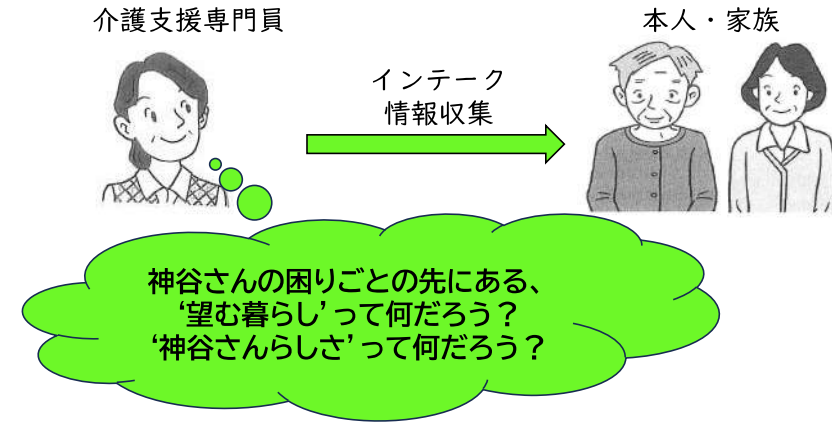 介護支援専門員
本人・家族
インテーク
情報収集
神谷さんの困りごとの先にある、
‘望む暮らし’って何だろう？
‘神谷さんらしさ’って何だろう？